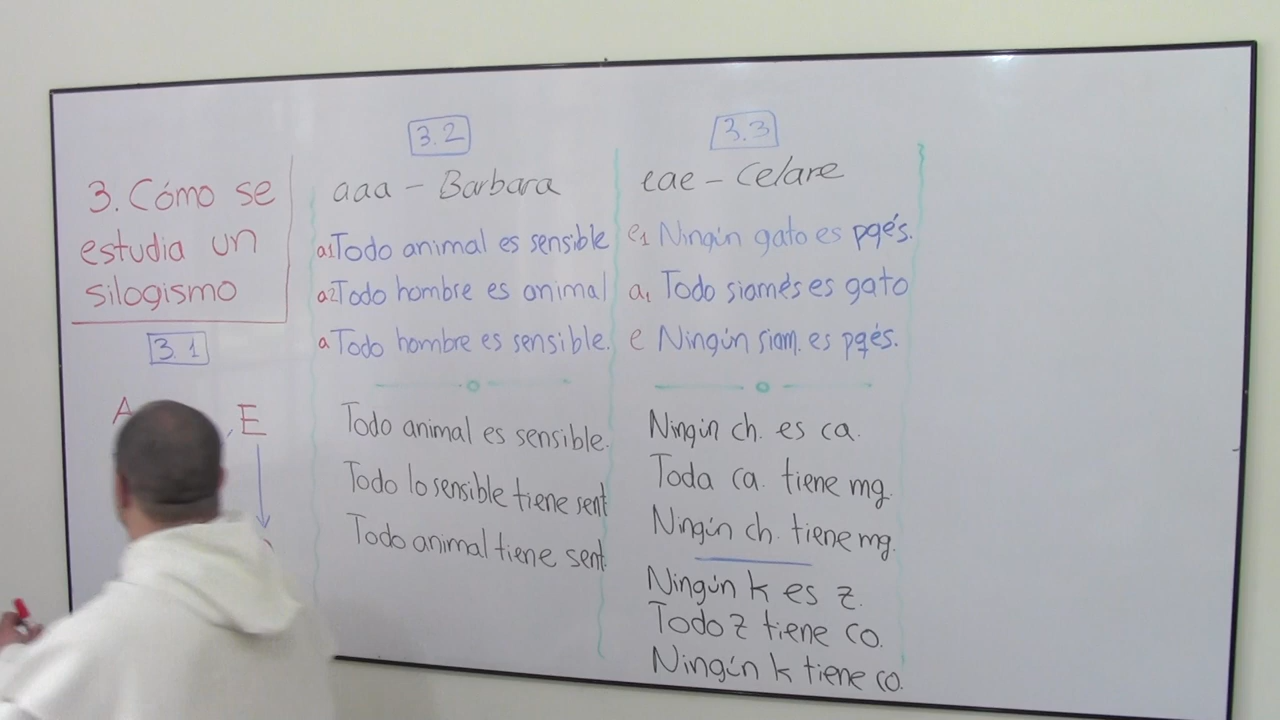 3. Cómo se
estudia un
silogismo
3.1
A
, E
3.2
aaa - Barbara
a1 Todo animal es sensible
a2 Todo hombre es animal
a Todo hombre es sensible.
Todo animal es sensible.
Todo lo sensible tiene sent
Todo animal tiene sent.
3.3
eae - Celare
e1 Ningún gato es pqés.
a1 Todo siamés es gato
e Ningún siam. es pqés.
Ningún ch. es ca.
Toda ca. tiene mg.
Ningún ch. tiene mg.
Ningún k es z.
Todo z tiene co.
Ningún k tiene co.